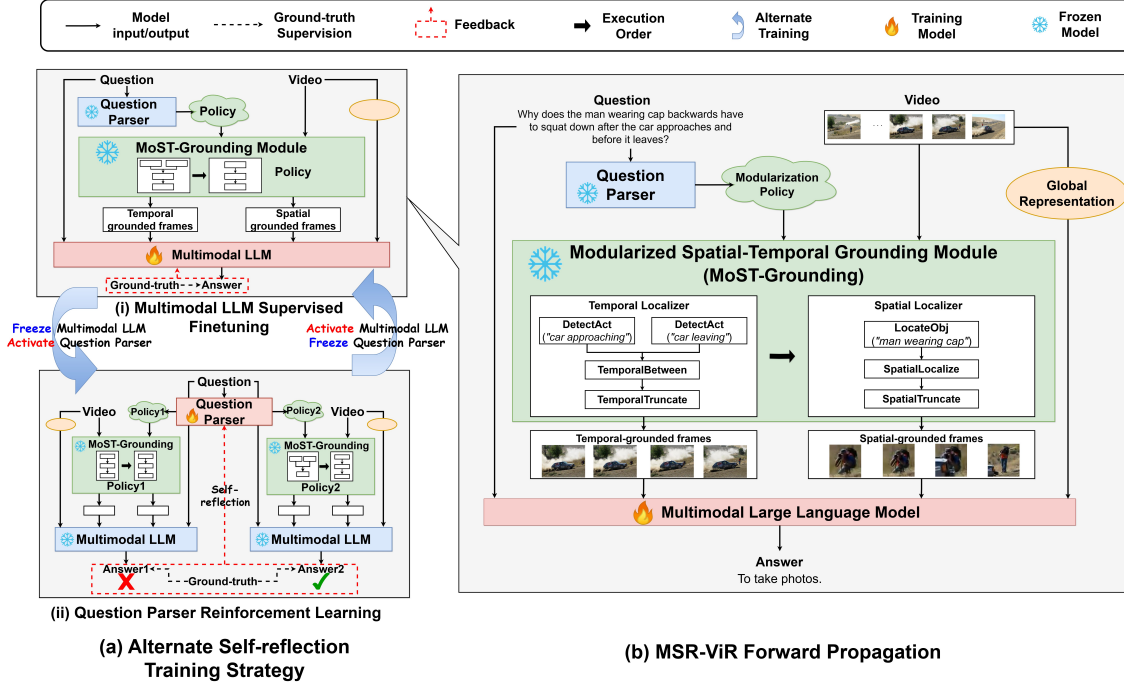 Model
input/output
Ground-truth
Supervision
Feedback
Execution
Order
Alternate
Training
Training
Model
Frozen
Model
Question
Video
Question
Parser
Policy
MoST-Grounding Module
Policy
Temporal
grounded frames
Spatial
grounded frames
Multimodal LLM
Ground-truth
Answer
(i) Multimodal LLM Supervised
Finetuning
Freeze Multimodal LLM
Activate Question Parser
Activate Multimodal LLM
Freeze Question Parser
Question
Video
Policy1
Question
Parser
Policy2
Video
MoST-Grounding
Policy1
MoST-Grounding
Policy2
Self-
reflection
Multimodal LLM
Multimodal LLM
Answer1
Ground-truth
Answer2
(ii) Question Parser Reinforcement Learning
(a) Alternate Self-reflection
Training Strategy
Question
Why does the man wearing cap backwards have
to squat down after the car approaches and
before it leaves?
Video
...
Question
Parser
Modularization
Policy
Global
Representation
Modularized Spatial-Temporal Grounding Module
(MoST-Grounding)
Temporal Localizer
DetectAct
("car approaching")
DetectAct
("car leaving")
TemporalBetween
TemporalTruncate
Spatial Localizer
LocateObj
("man wearing cap")
SpatialLocalize
SpatialTruncate
Temporal-grounded frames
Spatial-grounded frames
Multimodal Large Language Model
Answer
To take photos.
(b) MSR-ViR Forward Propagation